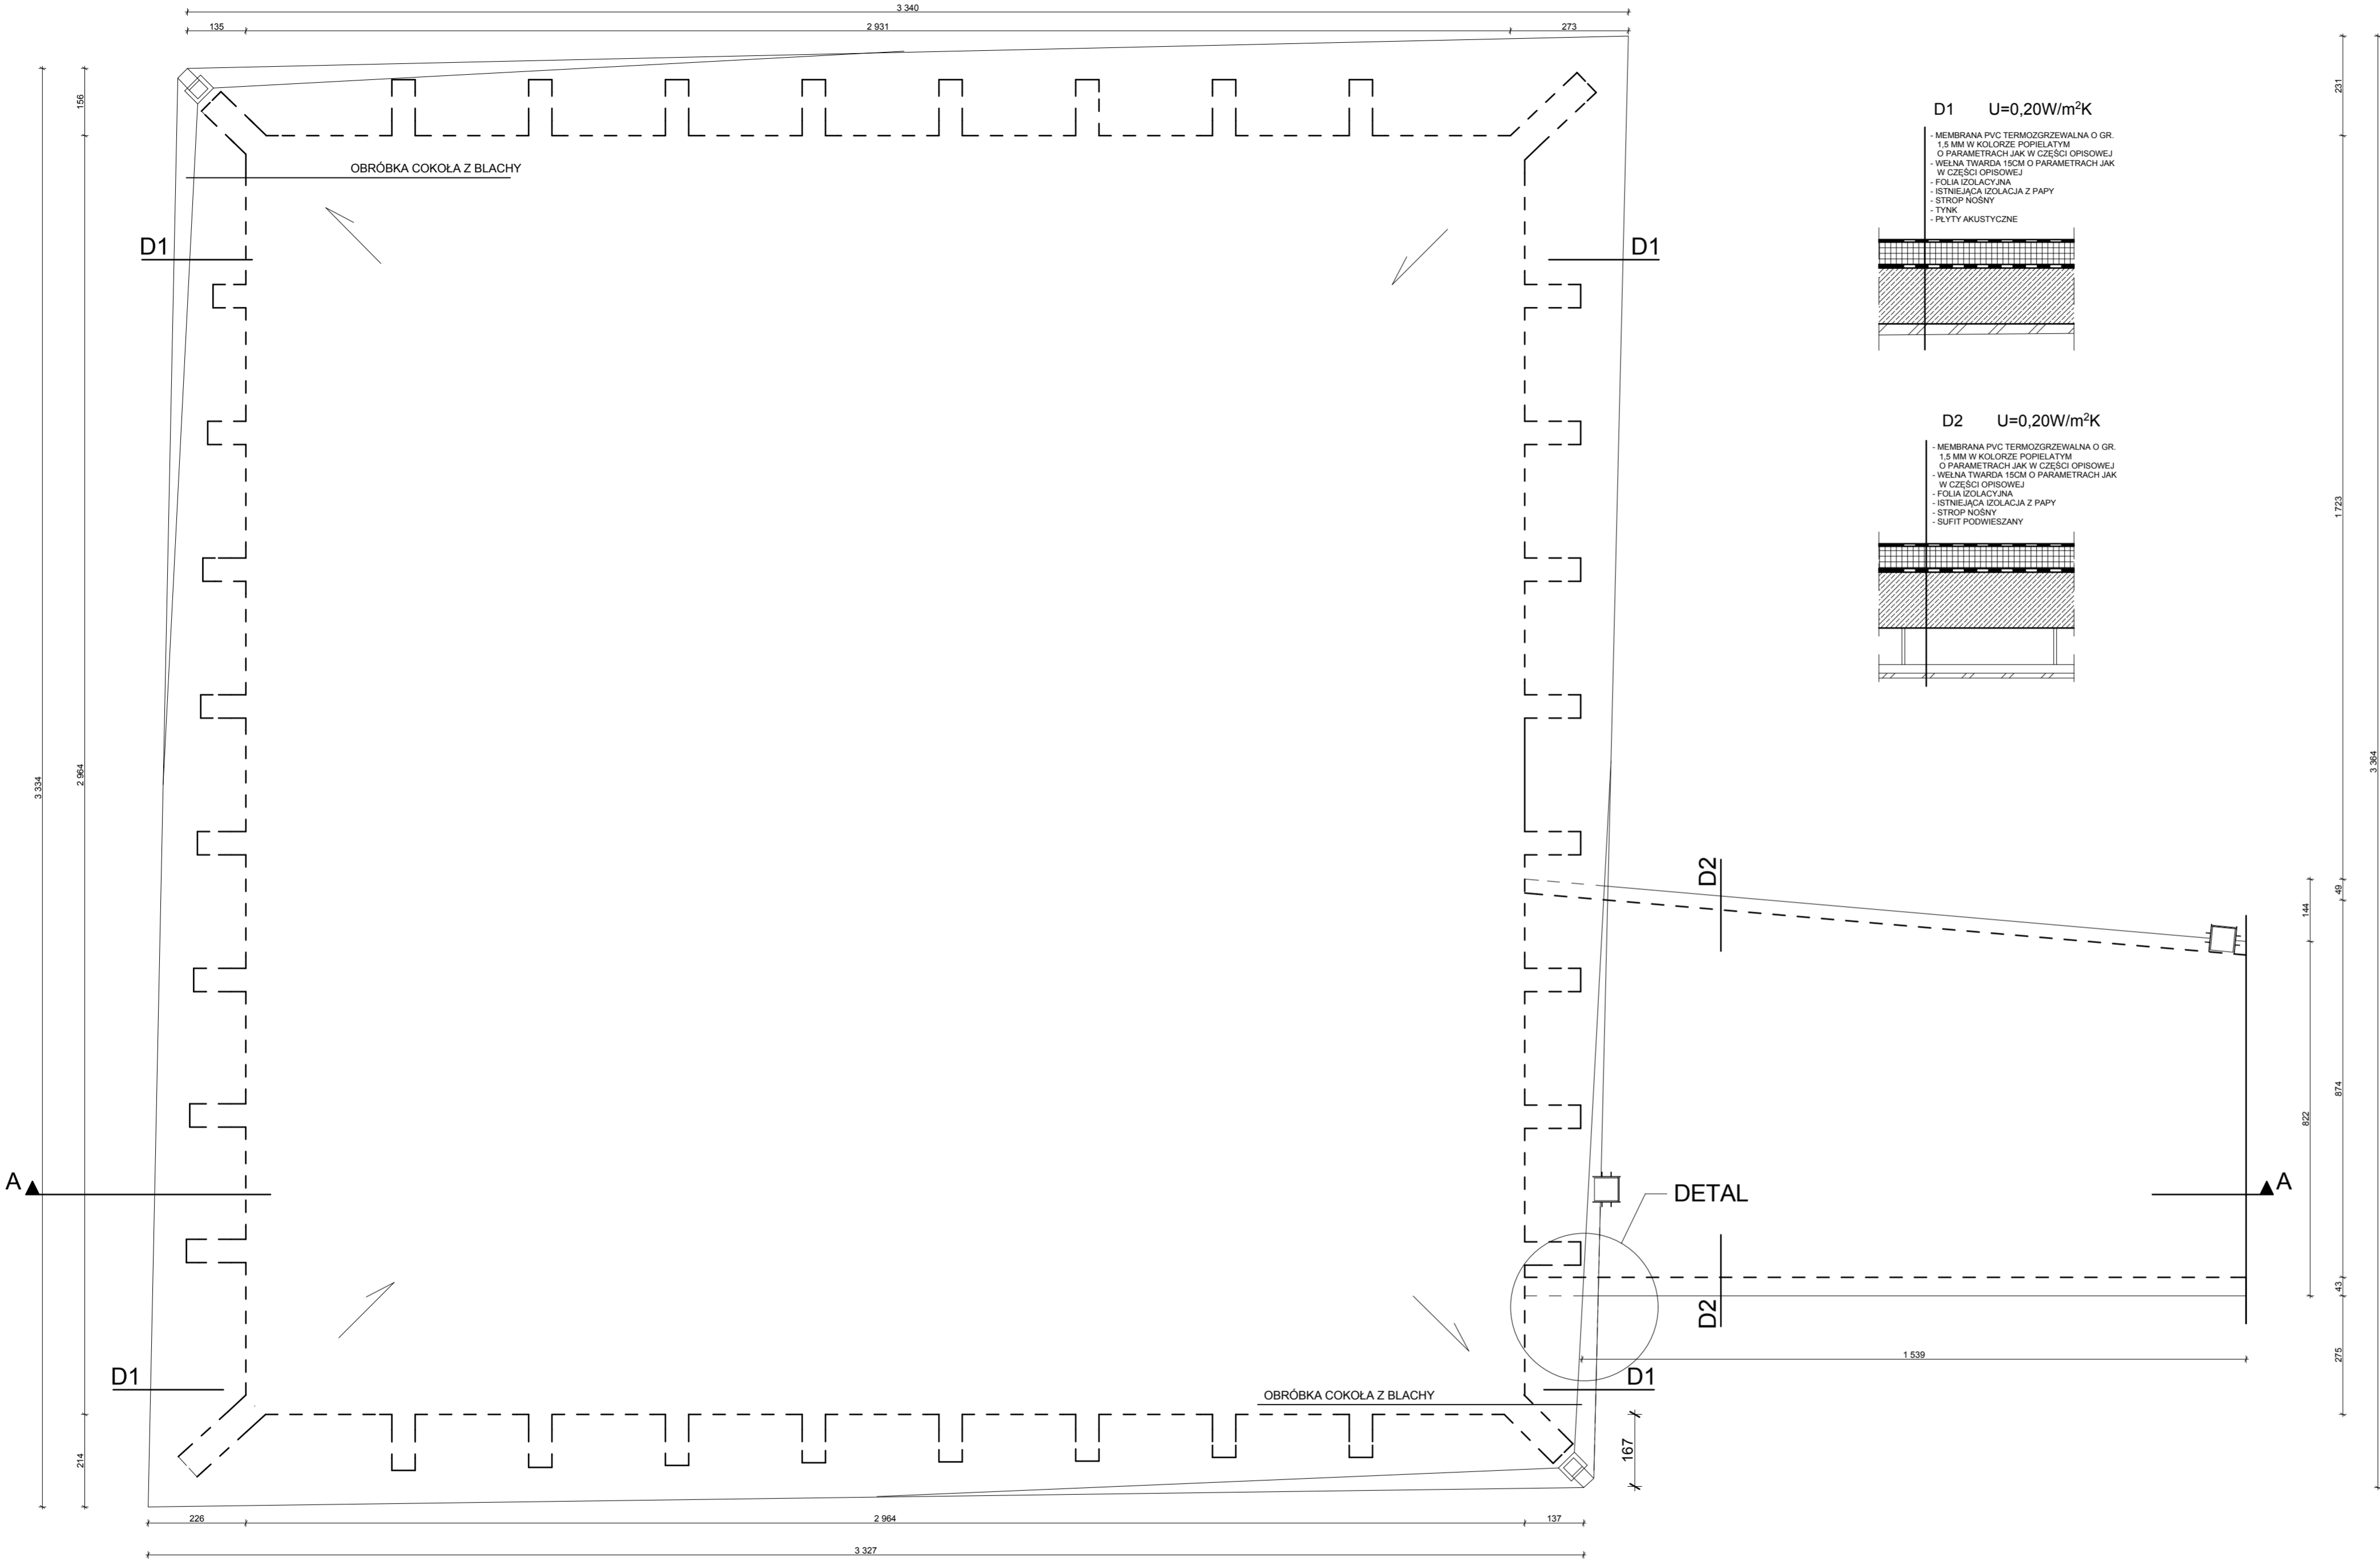 3 340
135
2 931
273
156
231
D1 U=0,20W/m²K
- MEMBRANA PVC TERMOZGRZEWALNA O GR.
1,5 MM W KOLORZE POPIELATYM
O PARAMETRACH JAK W CZĘŚCI OPISOWEJ
- WEŁNA TWARDA 15CM O PARAMETRACH JAK
W CZĘŚCI OPISOWEJ
- FOLIA IZOLACYJNA
- ISTNIEJĄCA IZOLACJA Z PAPY
- STROP NOŚNY
- TYNK
- PŁYTY AKUSTYCZNE
OBRÓBKA COKOŁA Z BLACHY
D1
D1
D2 U=0,20W/m²K
- MEMBRANA PVC TERMOZGRZEWALNA O GR.
1,5 MM W KOLORZE POPIELATYM
O PARAMETRACH JAK W CZĘŚCI OPISOWEJ
- WEŁNA TWARDA 15CM O PARAMETRACH JAK
W CZĘŚCI OPISOWEJ
- FOLIA IZOLACYJNA
- ISTNIEJĄCA IZOLACJA Z PAPY
- STROP NOŚNY
- SUFIT PODWIESZANY
1 723
3 334
2 964
3 364
D2
49
144
874
822
A
A
DETAL
43
D2
1 539
275
D1
D1
OBRÓBKA COKOŁA Z BLACHY
167
214
226
2 964
137
3 327